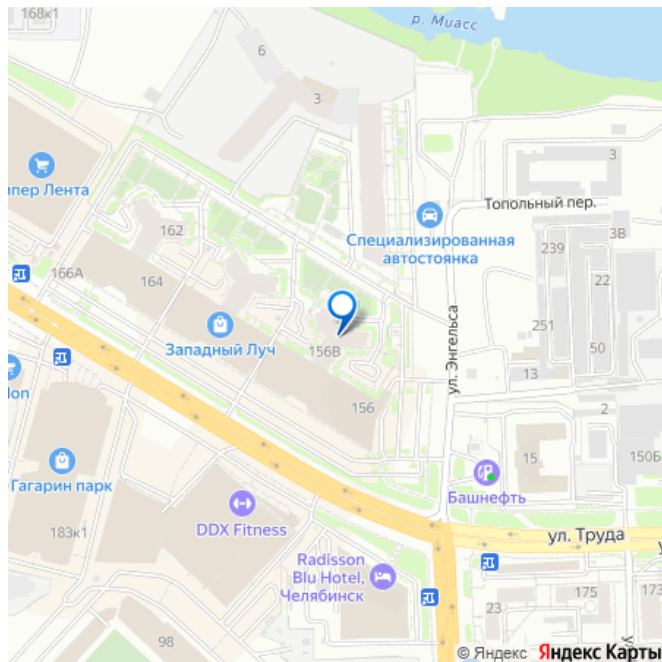 168к1
р. Миасс
6
3
3
Топольный пер.
ипер Лента
Специализированная
автостоянка
162
239
3В
166А
164
22
ул. Энгельса
251
Западный Луч
156В
50
13
156
2
Гагарин парк
15
150Б
Башнефть
183к1
DDX Fitness
ул. Труда
Radisson
Blu Hotel,
Челябинск
175
173
23
98
© Яндекс Яндекс Карты